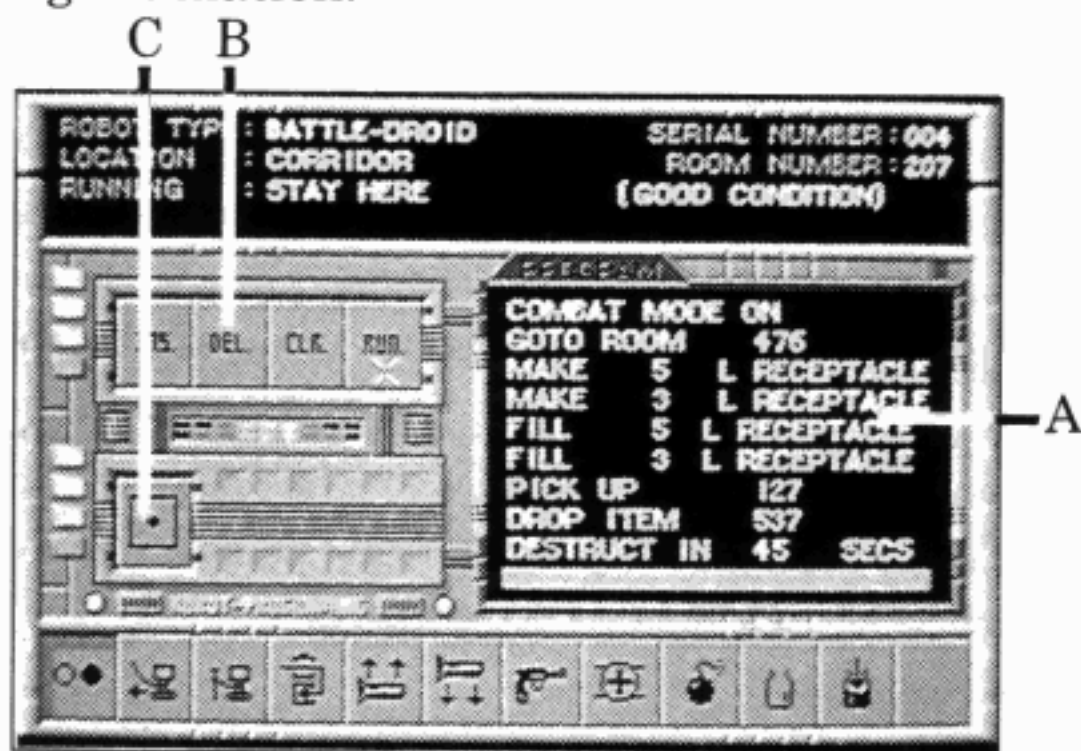 C B
ROBOT TYPE : BATTLE-DROID SERIAL NUMBER : 004
LOCATION : CORRIDOR ROOM NUMBER : 207
RUNNING : STAY HERE (GOOD CONDITION)
PROGRAM
COMBAT MODE ON
GOTO ROOM 476
MAKE 5 L RECEPTACLE
MAKE 3 L RECEPTACLE
FILL 5 L RECEPTACLE
FILL 3 L RECEPTACLE
PICK UP 127
DROP ITEM 537
DESTRUCT IN 45 SECS
DEL. CLR. RUN.
A